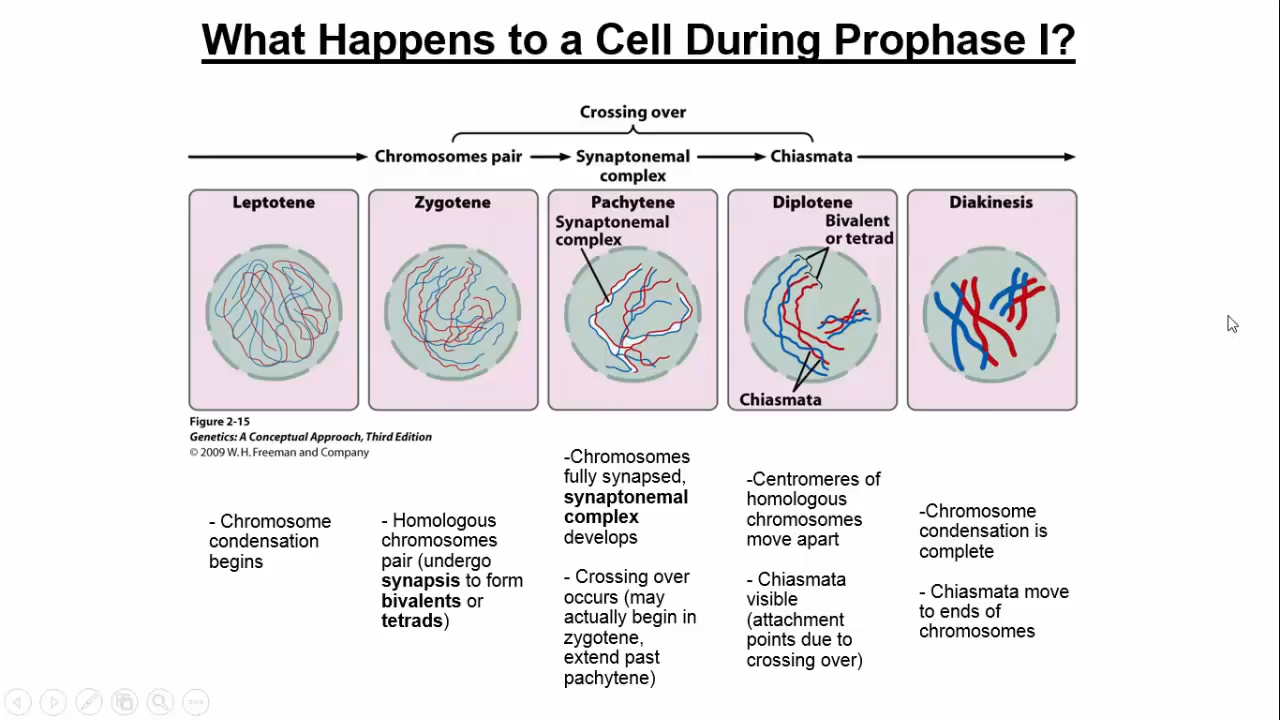 What Happens to a Cell During Prophase I?
Crossing over
Chromosomes pair
Synaptonemal
complex
Chiasmata
Leptotene
Zygotene
Pachytene
Synaptonemal
complex
Diplotene
Bivalent
or tetrad
Chiasmata
Diakinesis
Figure 2-15
Genetics: A Conceptual Approach, Third Edition
© 2009 W. H. Freeman and Company
- Chromosome
condensation
begins
- Homologous
chromosomes
pair (undergo
synapsis to form
bivalents or
tetrads)
-Chromosomes
fully synapsed,
synaptonemal
complex
develops
- Crossing over
occurs (may
actually begin in
zygotene,
extend past
pachytene)
-Centromeres of
homologous
chromosomes
move apart
- Chiasmata
visible
(attachment
points due to
crossing over)
-Chromosome
condensation is
complete
- Chiasmata move
to ends of
chromosomes